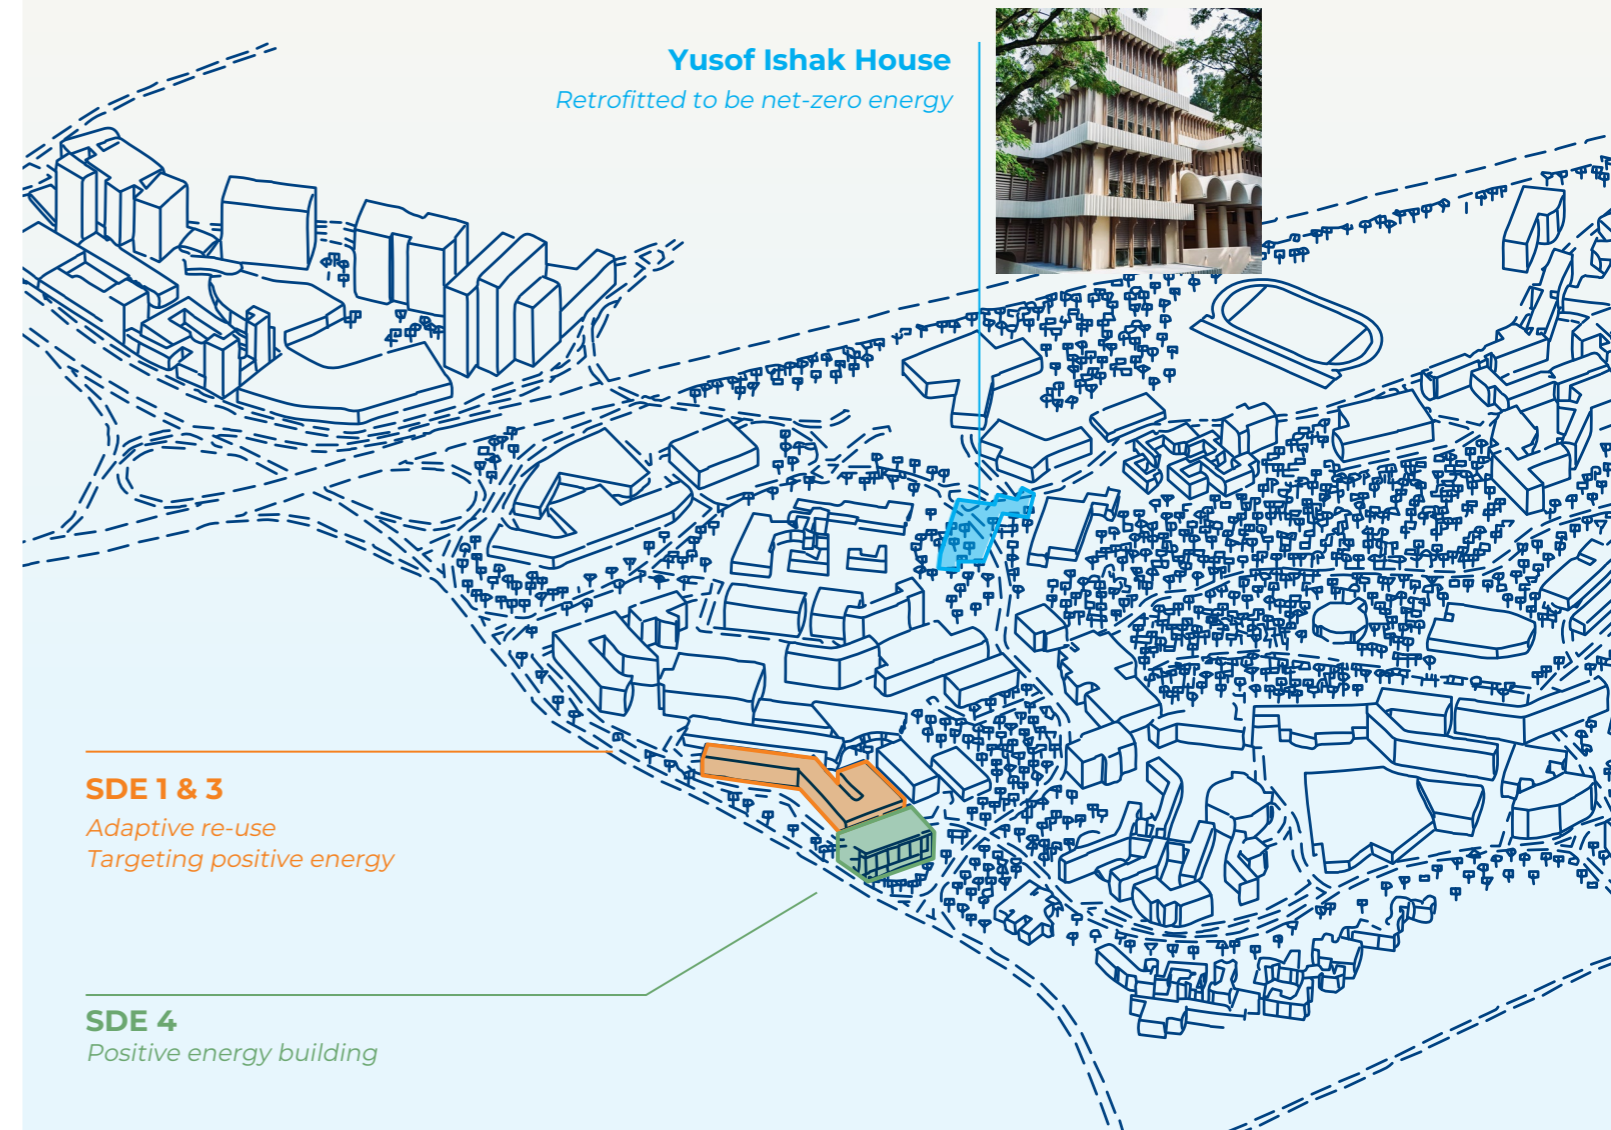 Yusof Ishak House
Retrofitted to be net-zero energy
SDE 1 & 3
Adaptive re-use
Targeting positive energy
SDE 4
Positive energy building